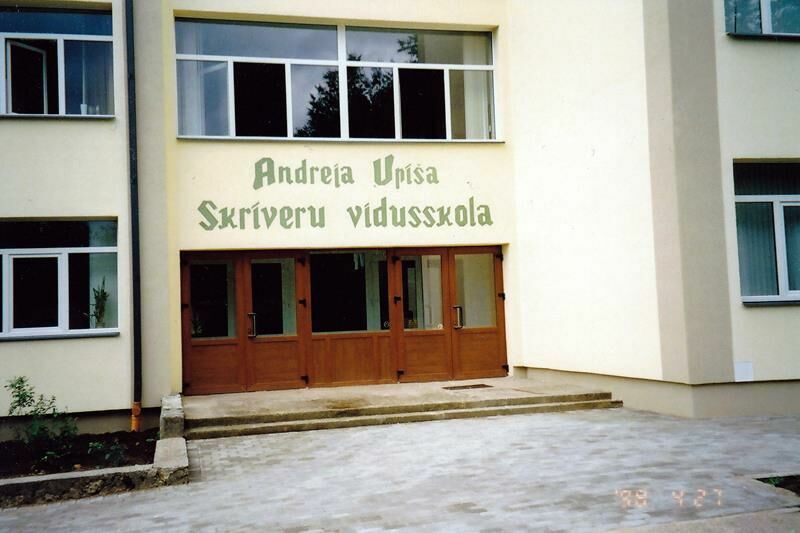 Andreja Upīša
Skrīveru vidusskola
'98 4 27